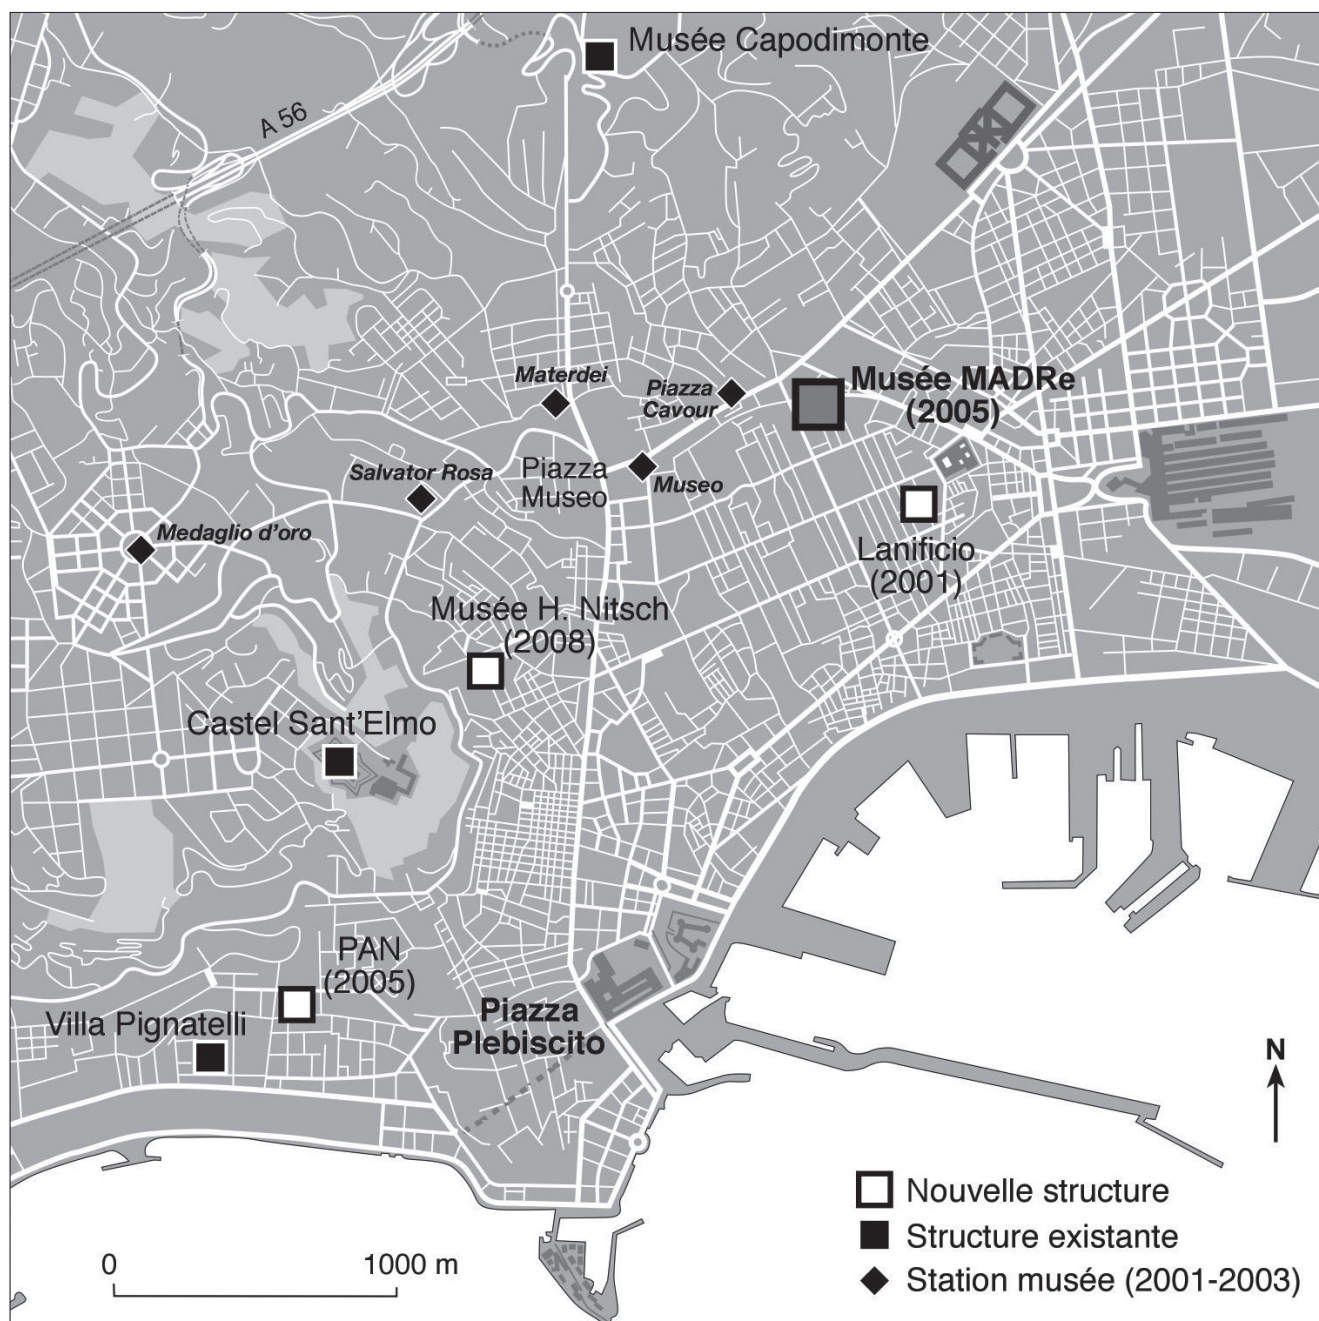 Musée Capodimonte
A 56
Materdei
Piazza
Cavour
Musée MADRe
(2005)
Salvator Rosa
Piazza
Museo
Museo
Medaglio d'oro
Lanificio
(2001)
Musée H. Nitsch
(2008)
Castel Sant'Elmo
PAN
(2005)
Villa Pignatelli
Piazza
Plebiscito
N
Nouvelle structure
Structure existante
Station musée (2001-2003)
0 1000 m